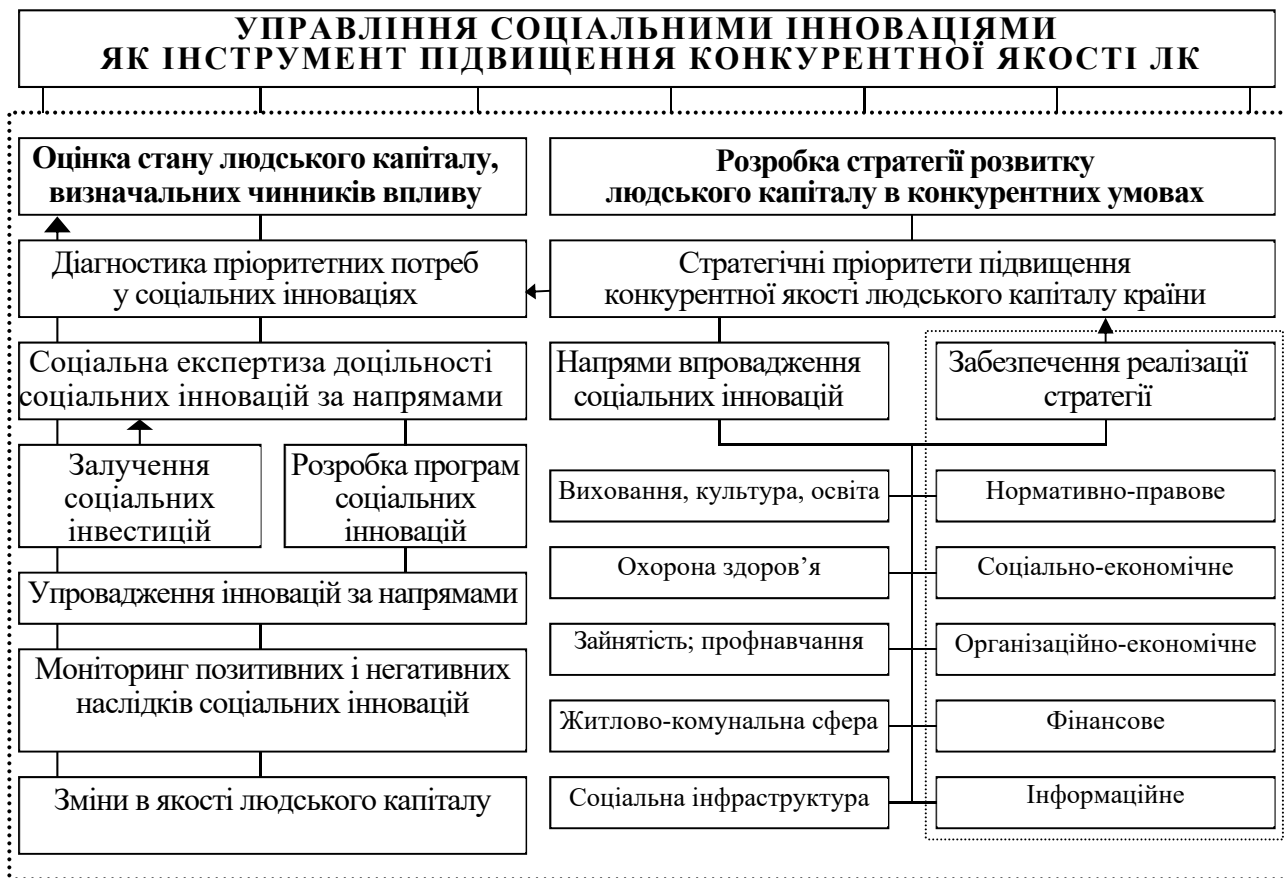 УПРАВЛІННЯ СОЦІАЛЬНИМИ ІННОВАЦІЯМИ
ЯК ІНСТРУМЕНТ ПІДВИЩЕННЯ КОНКУРЕНТНОЇ ЯКОСТІ ЛК
Оцінка стану людського капіталу,
визначальних чинників впливу
Розробка стратегії розвитку
людського капіталу в конкурентних умовах
Діагностика пріоритетних потреб
у соціальних інноваціях
Стратегічні пріоритети підвищення
конкурентної якості людського капіталу країни
Соціальна експертиза доцільності
соціальних інновацій за напрямами
Напрями впровадження
соціальних інновацій
Забезпечення реалізації
стратегії
Залучення
соціальних
інвестицій
Розробка програм
соціальних
інновацій
Виховання, культура, освіта
Нормативно-правове
Охорона здоров’я
Соціально-економічне
Упровадження інновацій за напрямами
Зайнятість; профнавчання
Організаційно-економічне
Моніторинг позитивних і негативних
наслідків соціальних інновацій
Житлово-комунальна сфера
Фінансове
Зміни в якості людського капіталу
Соціальна інфраструктура
Інформаційне